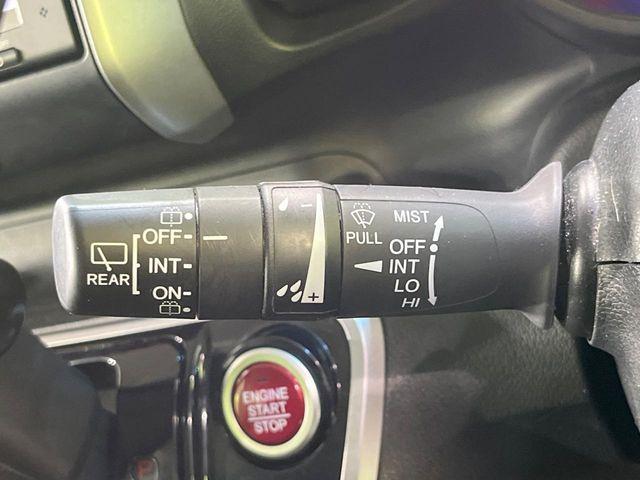 REAR
OFF
INT
ON
-
+
PULL
MIST
OFF
INT
LO
HI
ENGINE
START
STOP